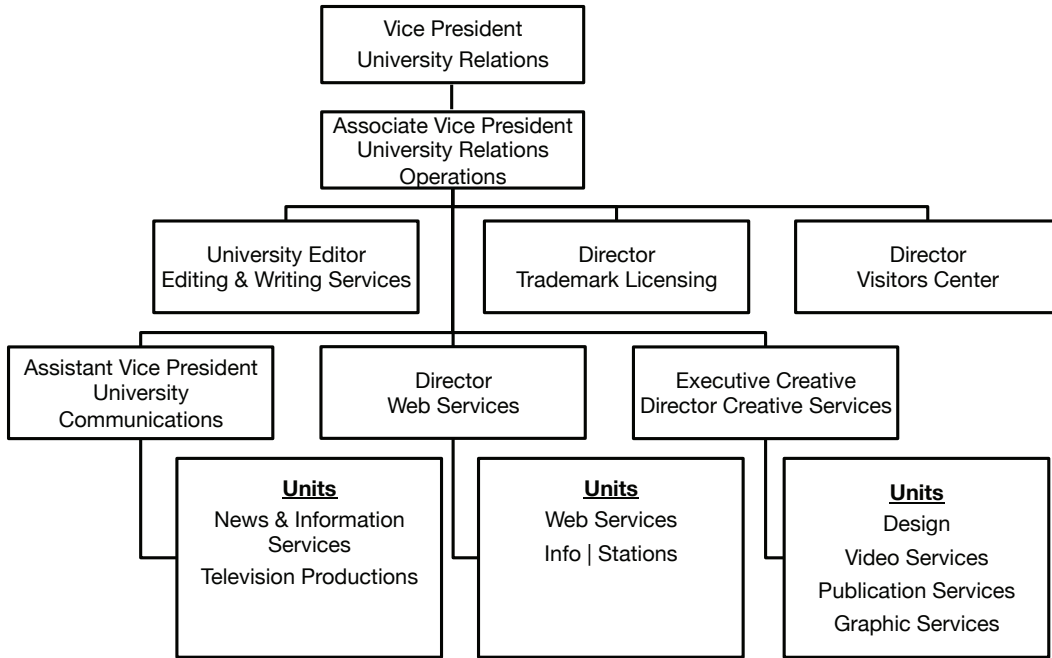 Vice President
University Relations
Associate Vice President
University Relations
Operations
University Editor
Editing & Writing Services
Director
Trademark Licensing
Director
Visitors Center
Assistant Vice President
University
Communications
Director
Web Services
Executive Creative
Director Creative Services
Units
News & Information
Services
Television Productions
Units
Web Services
Info | Stations
Units
Design
Video Services
Publication Services
Graphic Services